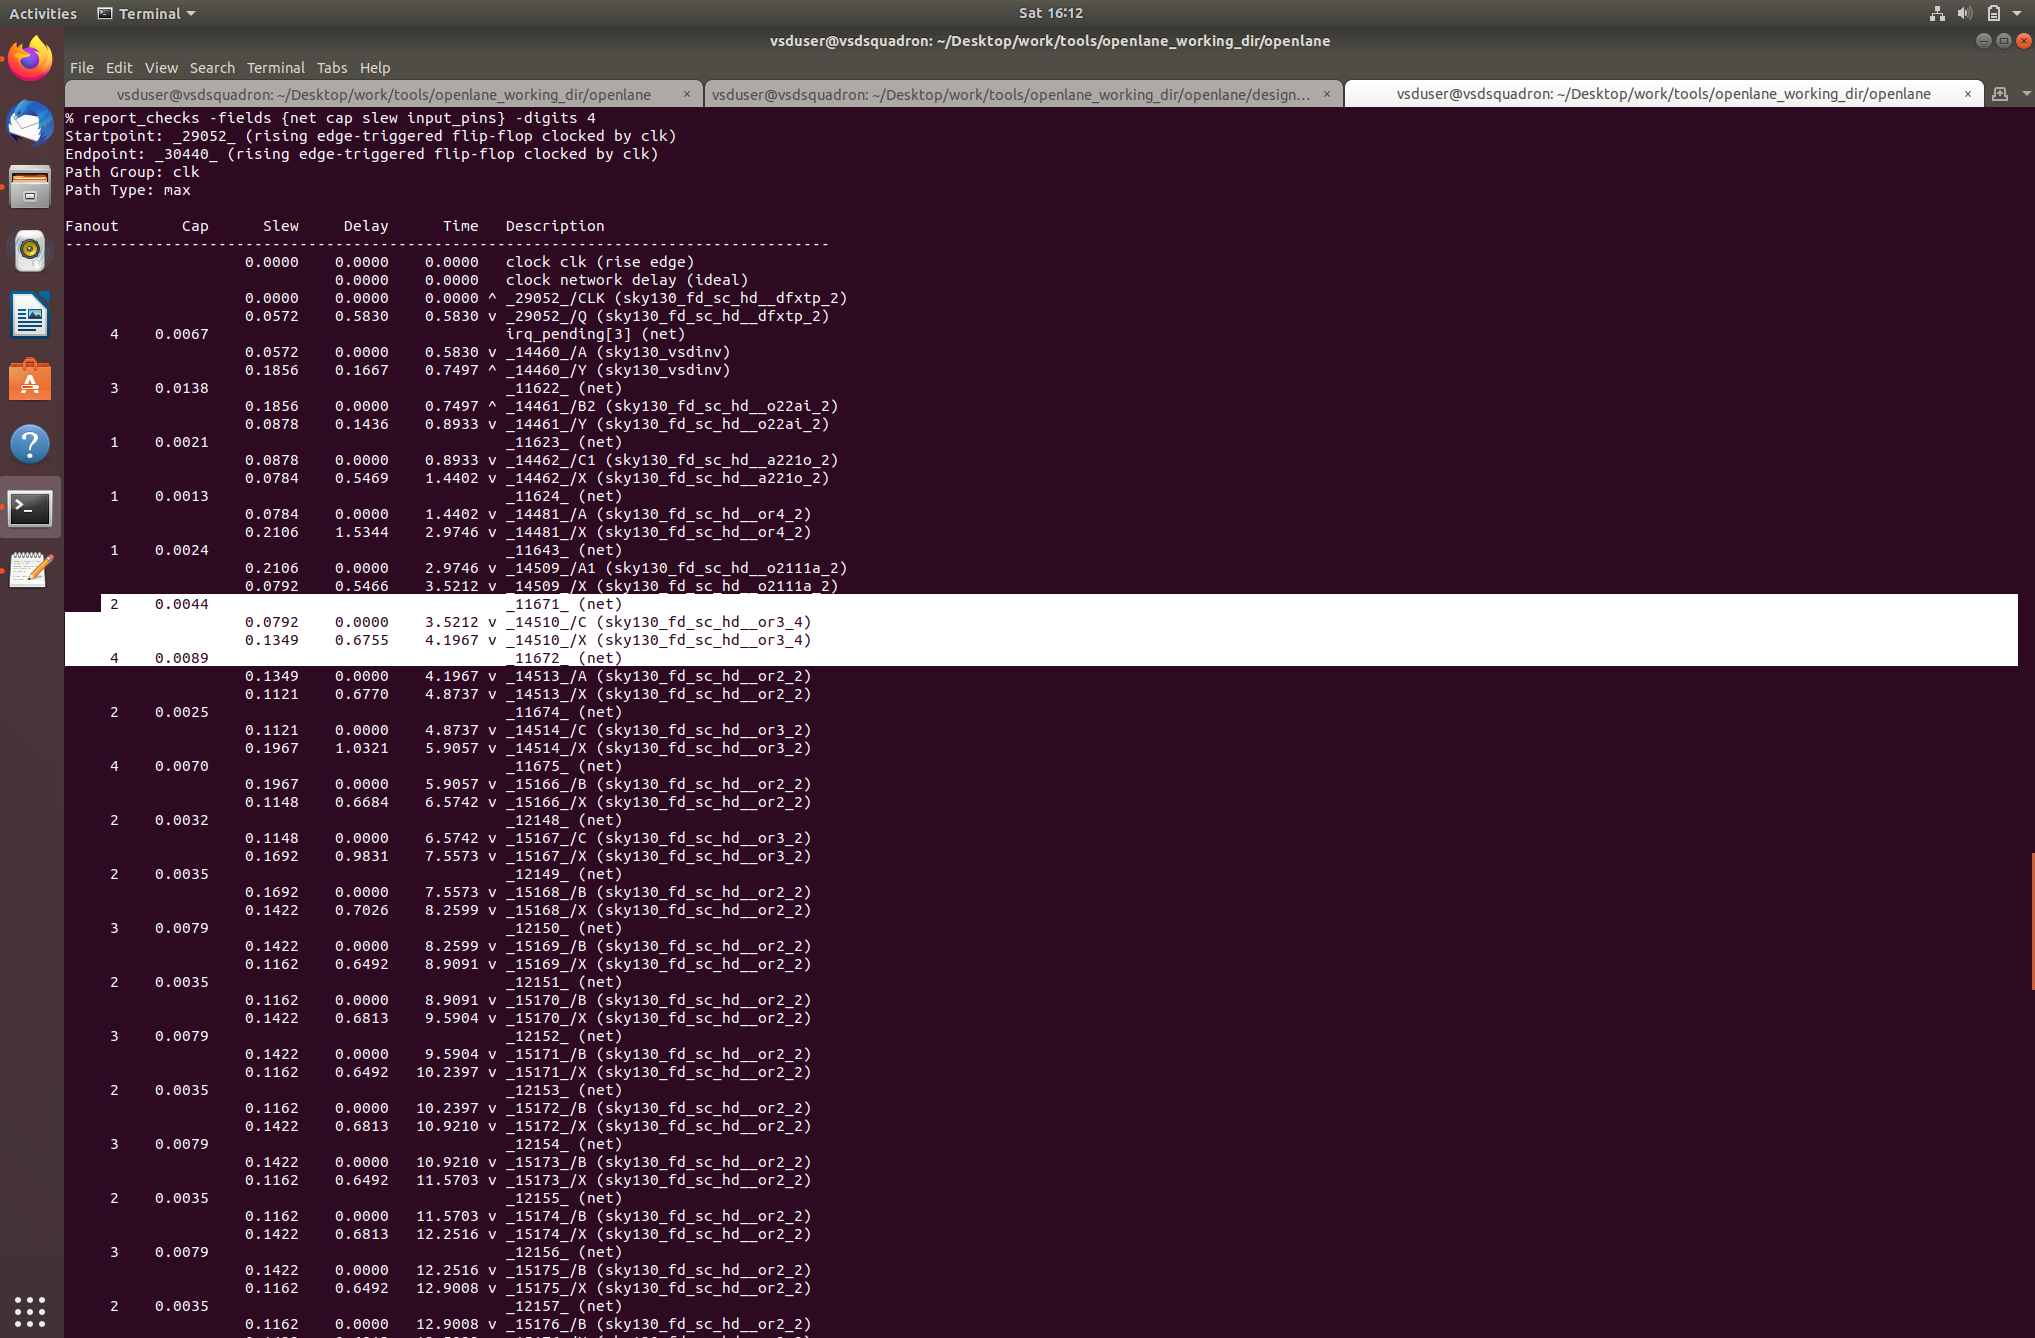 Activities Terminal Sat 16:12
vsduser@vsdsquadron: ~/Desktop/work/tools/openlane_working_dir/openlane
File Edit View Search Terminal Tabs Help
vsduser@vsdsquadron: ~/Desktop/work/tools/openlane_working_dir/openlane × vsduser@vsdsquadron: ~/Desktop/work/tools/openlane_working_dir/openlane/design... × vsduser@vsdsquadron: ~/Desktop/work/tools/openlane_working_dir/openlane ×
% report_checks -fields {net cap slew input_pins} -digits 4
Startpoint: _29052_ (rising edge-triggered flip-flop clocked by clk)
Endpoint: _30440_ (rising edge-triggered flip-flop clocked by clk)
Path Group: clk
Path Type: max
Fanout Cap Slew Delay Time Description
-------------------------------------------------------------------------------------
0.0000 0.0000 0.0000 clock clk (rise edge)
0.0000 0.0000 clock network delay (ideal)
0.0000 0.0000 0.0000 ^ _29052_/CLK (sky130_fd_sc_hd__dfxtp_2)
0.0572 0.5830 0.5830 v _29052_/Q (sky130_fd_sc_hd__dfxtp_2)
4 0.0067 irq_pending[3] (net)
0.0572 0.0000 0.5830 v _14460_/A (sky130_vsdinv)
0.1856 0.1667 0.7497 ^ _14460_/Y (sky130_vsdinv)
3 0.0138 _11622_ (net)
0.1856 0.0000 0.7497 ^ _14461_/B2 (sky130_fd_sc_hd__o22ai_2)
0.0878 0.1436 0.8933 v _14461_/Y (sky130_fd_sc_hd__o22ai_2)
1 0.0021 _11623_ (net)
0.0878 0.0000 0.8933 v _14462_/C1 (sky130_fd_sc_hd__a221o_2)
0.0784 0.5469 1.4402 v _14462_/X (sky130_fd_sc_hd__a221o_2)
1 0.0013 _11624_ (net)
0.0784 0.0000 1.4402 v _14481_/A (sky130_fd_sc_hd__or4_2)
0.2106 1.5344 2.9746 v _14481_/X (sky130_fd_sc_hd__or4_2)
1 0.0024 _11643_ (net)
0.2106 0.0000 2.9746 v _14509_/A1 (sky130_fd_sc_hd__o2111a_2)
0.0792 0.5466 3.5212 v _14509_/X (sky130_fd_sc_hd__o2111a_2)
2 0.0044 _11671_ (net)
0.0792 0.0000 3.5212 v _14510_/C (sky130_fd_sc_hd__or3_4)
0.1349 0.6755 4.1967 v _14510_/X (sky130_fd_sc_hd__or3_4)
4 0.0089 _11672_ (net)
0.1349 0.0000 4.1967 v _14513_/A (sky130_fd_sc_hd__or2_2)
0.1121 0.6770 4.8737 v _14513_/X (sky130_fd_sc_hd__or2_2)
2 0.0025 _11674_ (net)
0.1121 0.0000 4.8737 v _14514_/C (sky130_fd_sc_hd__or3_2)
0.1967 1.0321 5.9057 v _14514_/X (sky130_fd_sc_hd__or3_2)
4 0.0070 _11675_ (net)
0.1967 0.0000 5.9057 v _15166_/B (sky130_fd_sc_hd__or2_2)
0.1148 0.6684 6.5742 v _15166_/X (sky130_fd_sc_hd__or2_2)
2 0.0032 _12148_ (net)
0.1148 0.0000 6.5742 v _15167_/C (sky130_fd_sc_hd__or3_2)
0.1692 0.9831 7.5573 v _15167_/X (sky130_fd_sc_hd__or3_2)
2 0.0035 _12149_ (net)
0.1692 0.0000 7.5573 v _15168_/B (sky130_fd_sc_hd__or2_2)
0.1422 0.7026 8.2599 v _15168_/X (sky130_fd_sc_hd__or2_2)
3 0.0079 _12150_ (net)
0.1422 0.0000 8.2599 v _15169_/B (sky130_fd_sc_hd__or2_2)
0.1162 0.6492 8.9091 v _15169_/X (sky130_fd_sc_hd__or2_2)
2 0.0035 _12151_ (net)
0.1162 0.0000 8.9091 v _15170_/B (sky130_fd_sc_hd__or2_2)
0.1422 0.6813 9.5904 v _15170_/X (sky130_fd_sc_hd__or2_2)
3 0.0079 _12152_ (net)
0.1422 0.0000 9.5904 v _15171_/B (sky130_fd_sc_hd__or2_2)
0.1162 0.6492 10.2397 v _15171_/X (sky130_fd_sc_hd__or2_2)
2 0.0035 _12153_ (net)
0.1162 0.0000 10.2397 v _15172_/B (sky130_fd_sc_hd__or2_2)
0.1422 0.6813 10.9210 v _15172_/X (sky130_fd_sc_hd__or2_2)
3 0.0079 _12154_ (net)
0.1422 0.0000 10.9210 v _15173_/B (sky130_fd_sc_hd__or2_2)
0.1162 0.6492 11.5703 v _15173_/X (sky130_fd_sc_hd__or2_2)
2 0.0035 _12155_ (net)
0.1162 0.0000 11.5703 v _15174_/B (sky130_fd_sc_hd__or2_2)
0.1422 0.6813 12.2516 v _15174_/X (sky130_fd_sc_hd__or2_2)
3 0.0079 _12156_ (net)
0.1422 0.0000 12.2516 v _15175_/B (sky130_fd_sc_hd__or2_2)
0.1162 0.6492 12.9008 v _15175_/X (sky130_fd_sc_hd__or2_2)
2 0.0035 _12157_ (net)
0.1162 0.0000 12.9008 v _15176_/B (sky130_fd_sc_hd__or2_2)